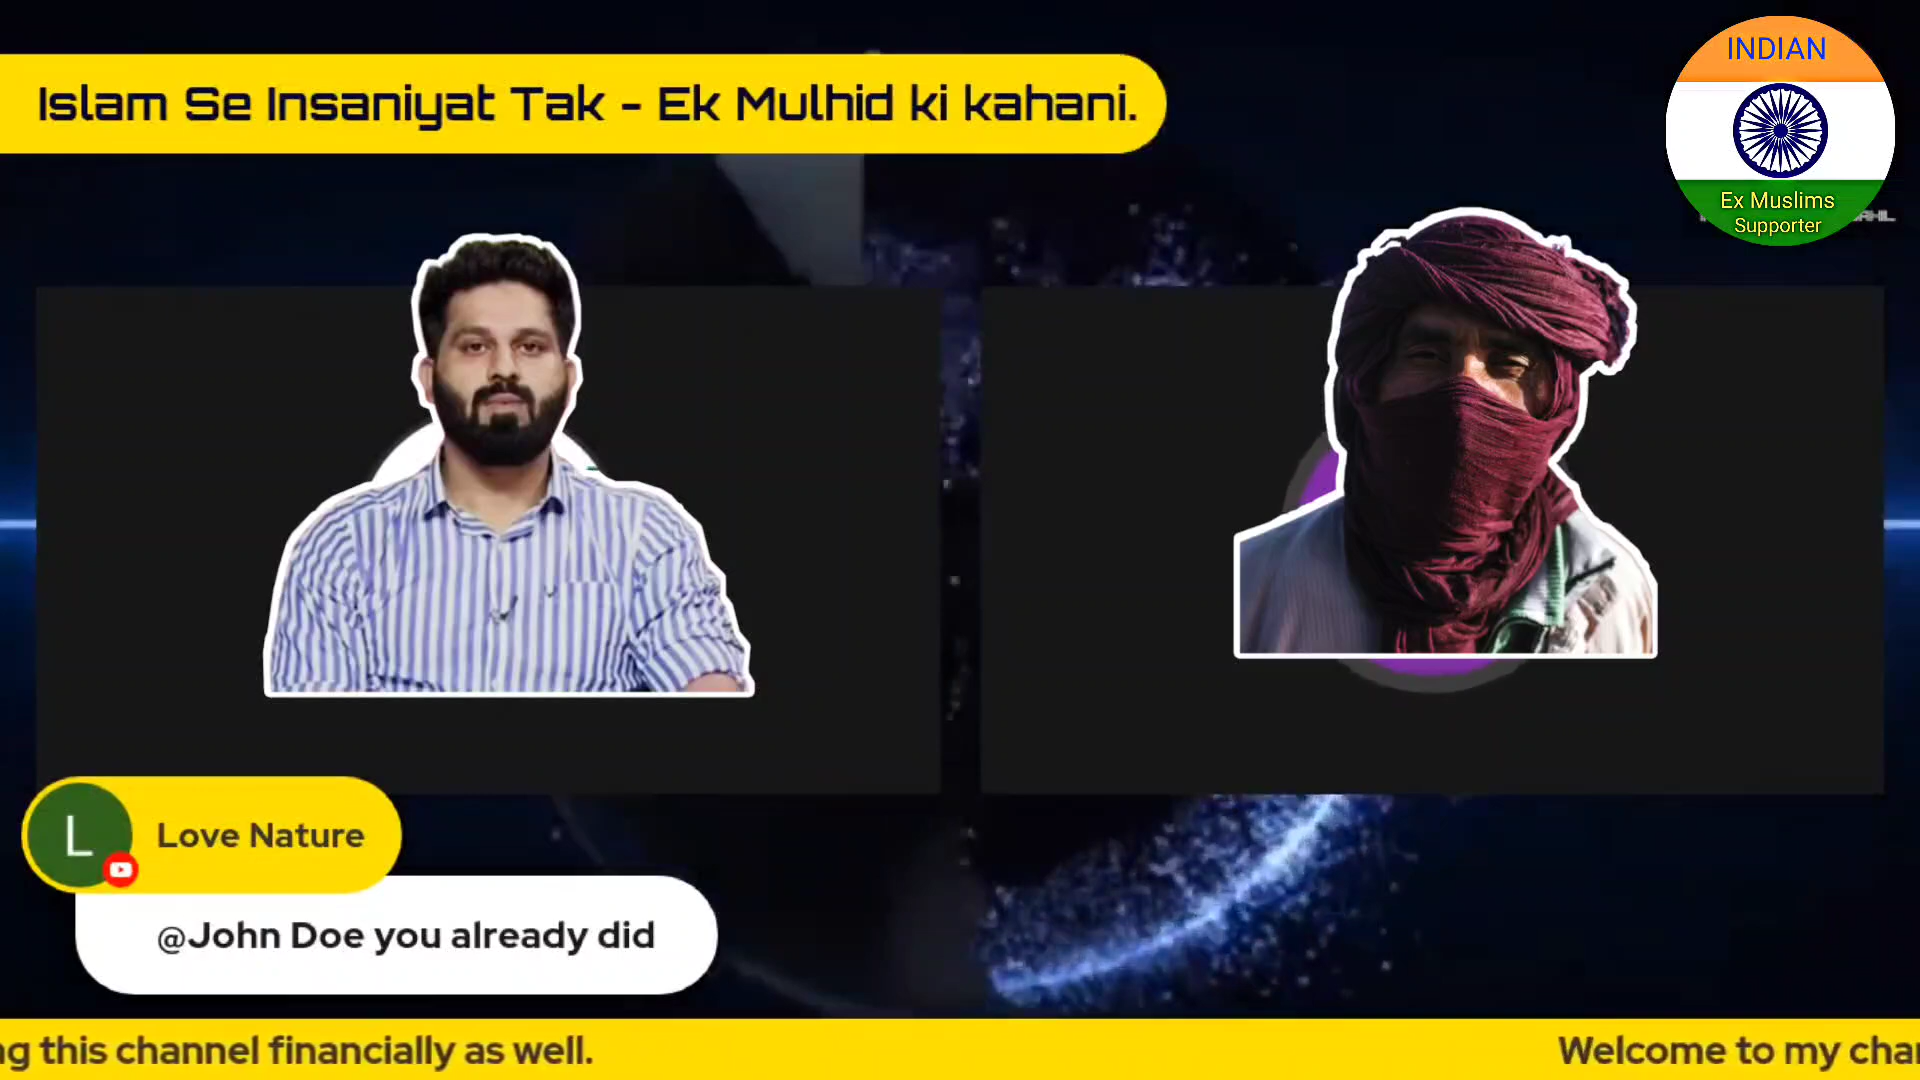 Islam Se Insaniyat Tak - Ek Mulhid ki kahani.
INDIAN
Ex Muslims
Supporter
L
Love Nature
@John Doe you already did
this channel financially as well.
Welcome to my